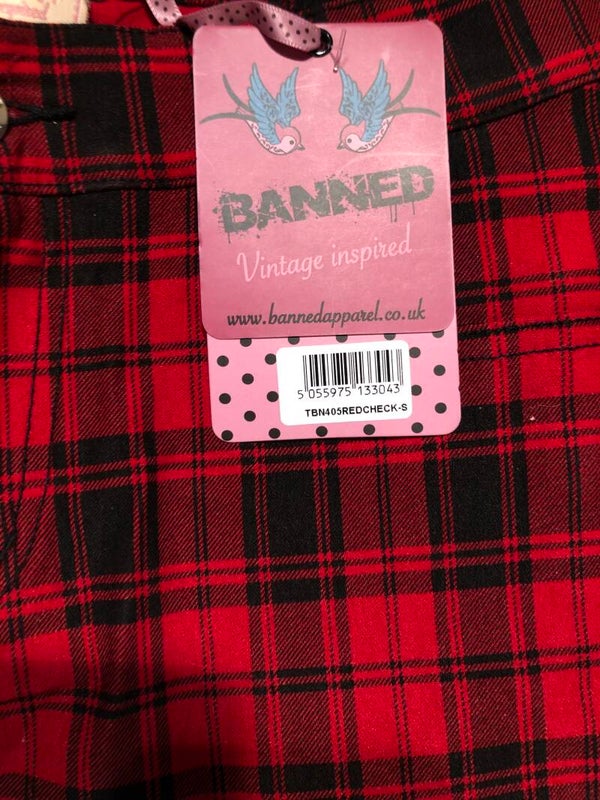 BANNED
Vintage inspired
www.bannedapparel.co.uk
5 055975 133043
TBN405REDCHECK-S